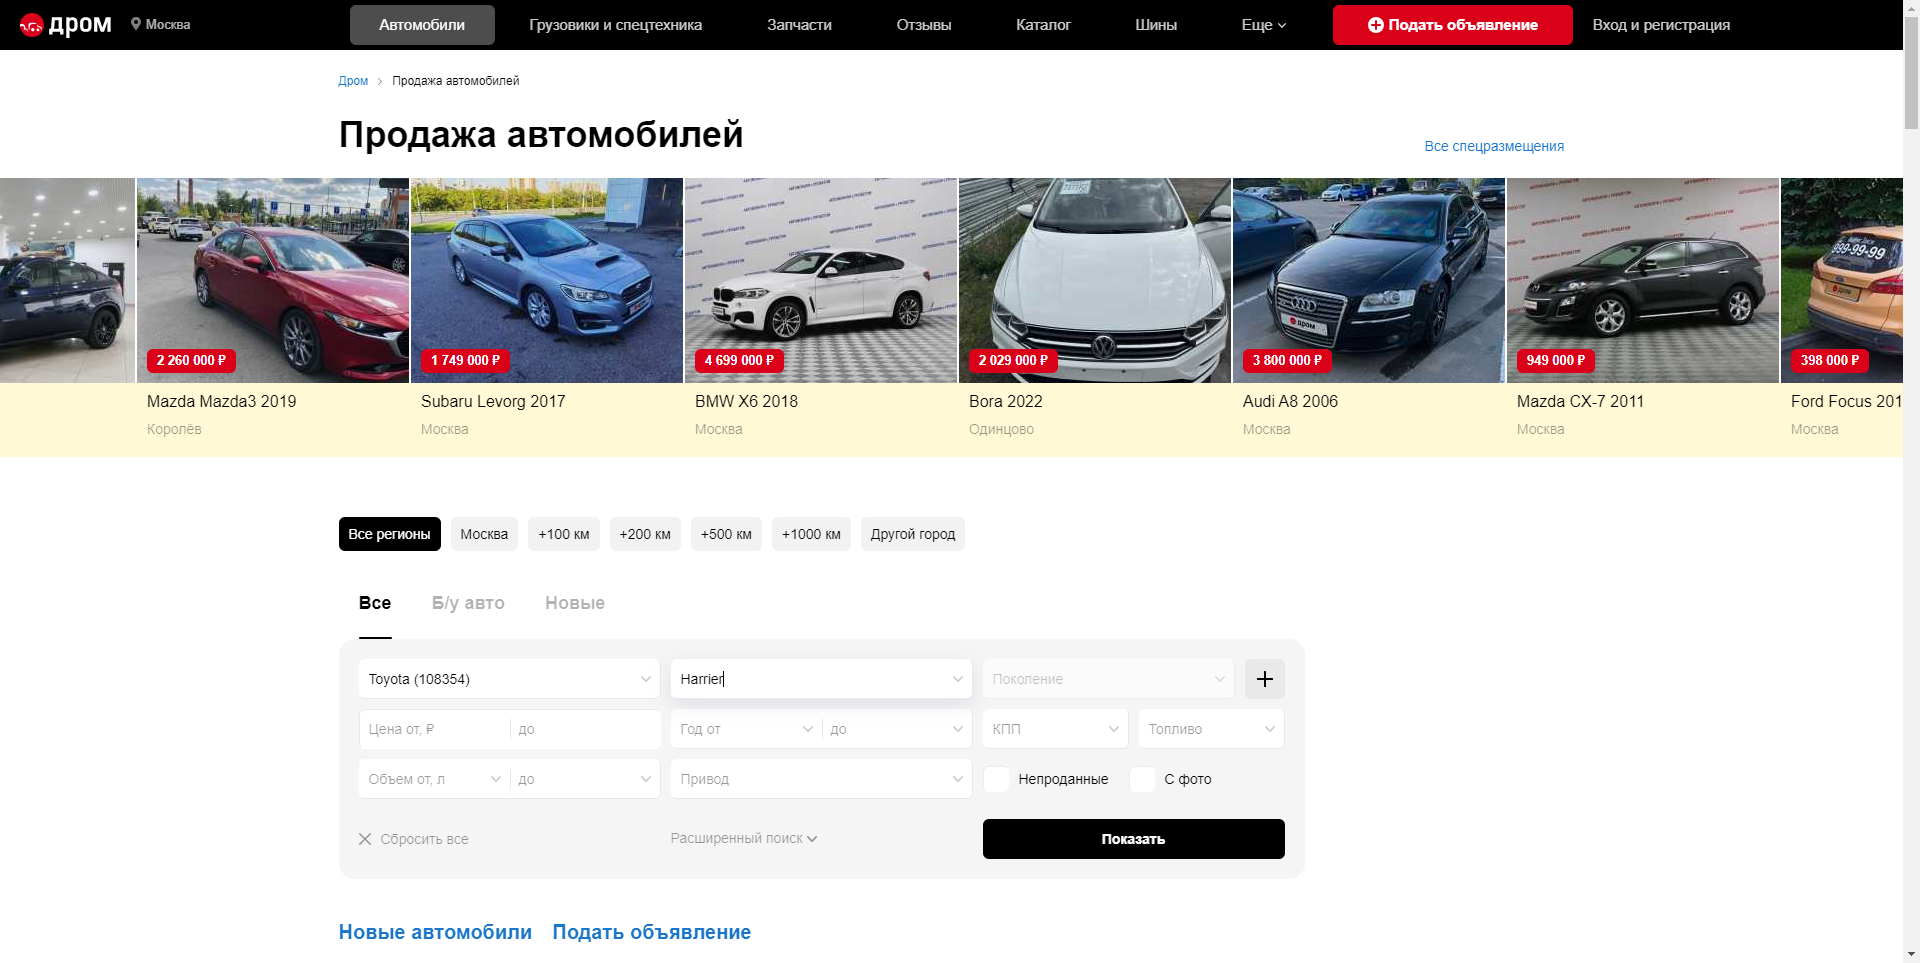 дром
Москва
Автомобили
Грузовики и спецтехника
Запчасти
Отзывы
Каталог
Шины
Еще
Подать объявление
Вход и регистрация
Дром
Продажа автомобилей
Продажа автомобилей
Все спецразмещения
999-99-99
дром
дром
2 260 000 ₽
1 749 000 ₽
4 699 000 ₽
2 029 000 ₽
3 800 000 ₽
949 000 ₽
398 000 ₽
Mazda Mazda3 2019
Subaru Levorg 2017
BMW X6 2018
Bora 2022
Audi A8 2006
Mazda CX-7 2011
Ford Focus 201
Королёв
Москва
Москва
Одинцово
Москва
Москва
Москва
Все регионы
Москва
+100 км
+200 км
+500 км
+1000 км
Другой город
Все
Б/у авто
Новые
Toyota (108354)
Harrier
Поколение
Цена от, ₽
до
Год от
до
КПП
Топливо
Объем от, л
до
Привод
Непроданные
С фото
Сбросить все
Расширенный поиск
Показать
Новые автомобили
Подать объявление